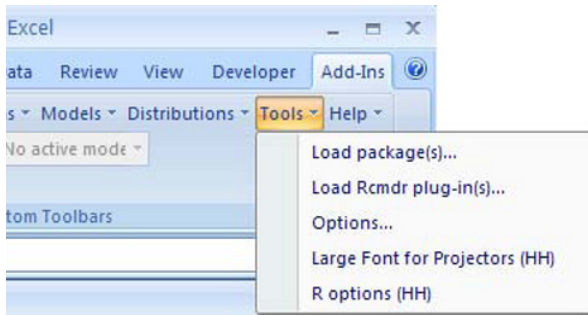 Excel
ata Review View Developer Add-Ins
s Models Distributions Tools Help
No active mode
tom Toolbars
Load package(s)...
Load Rcmdr plug-in(s)...
Options...
Large Font for Projectors (HH)
R options (HH)